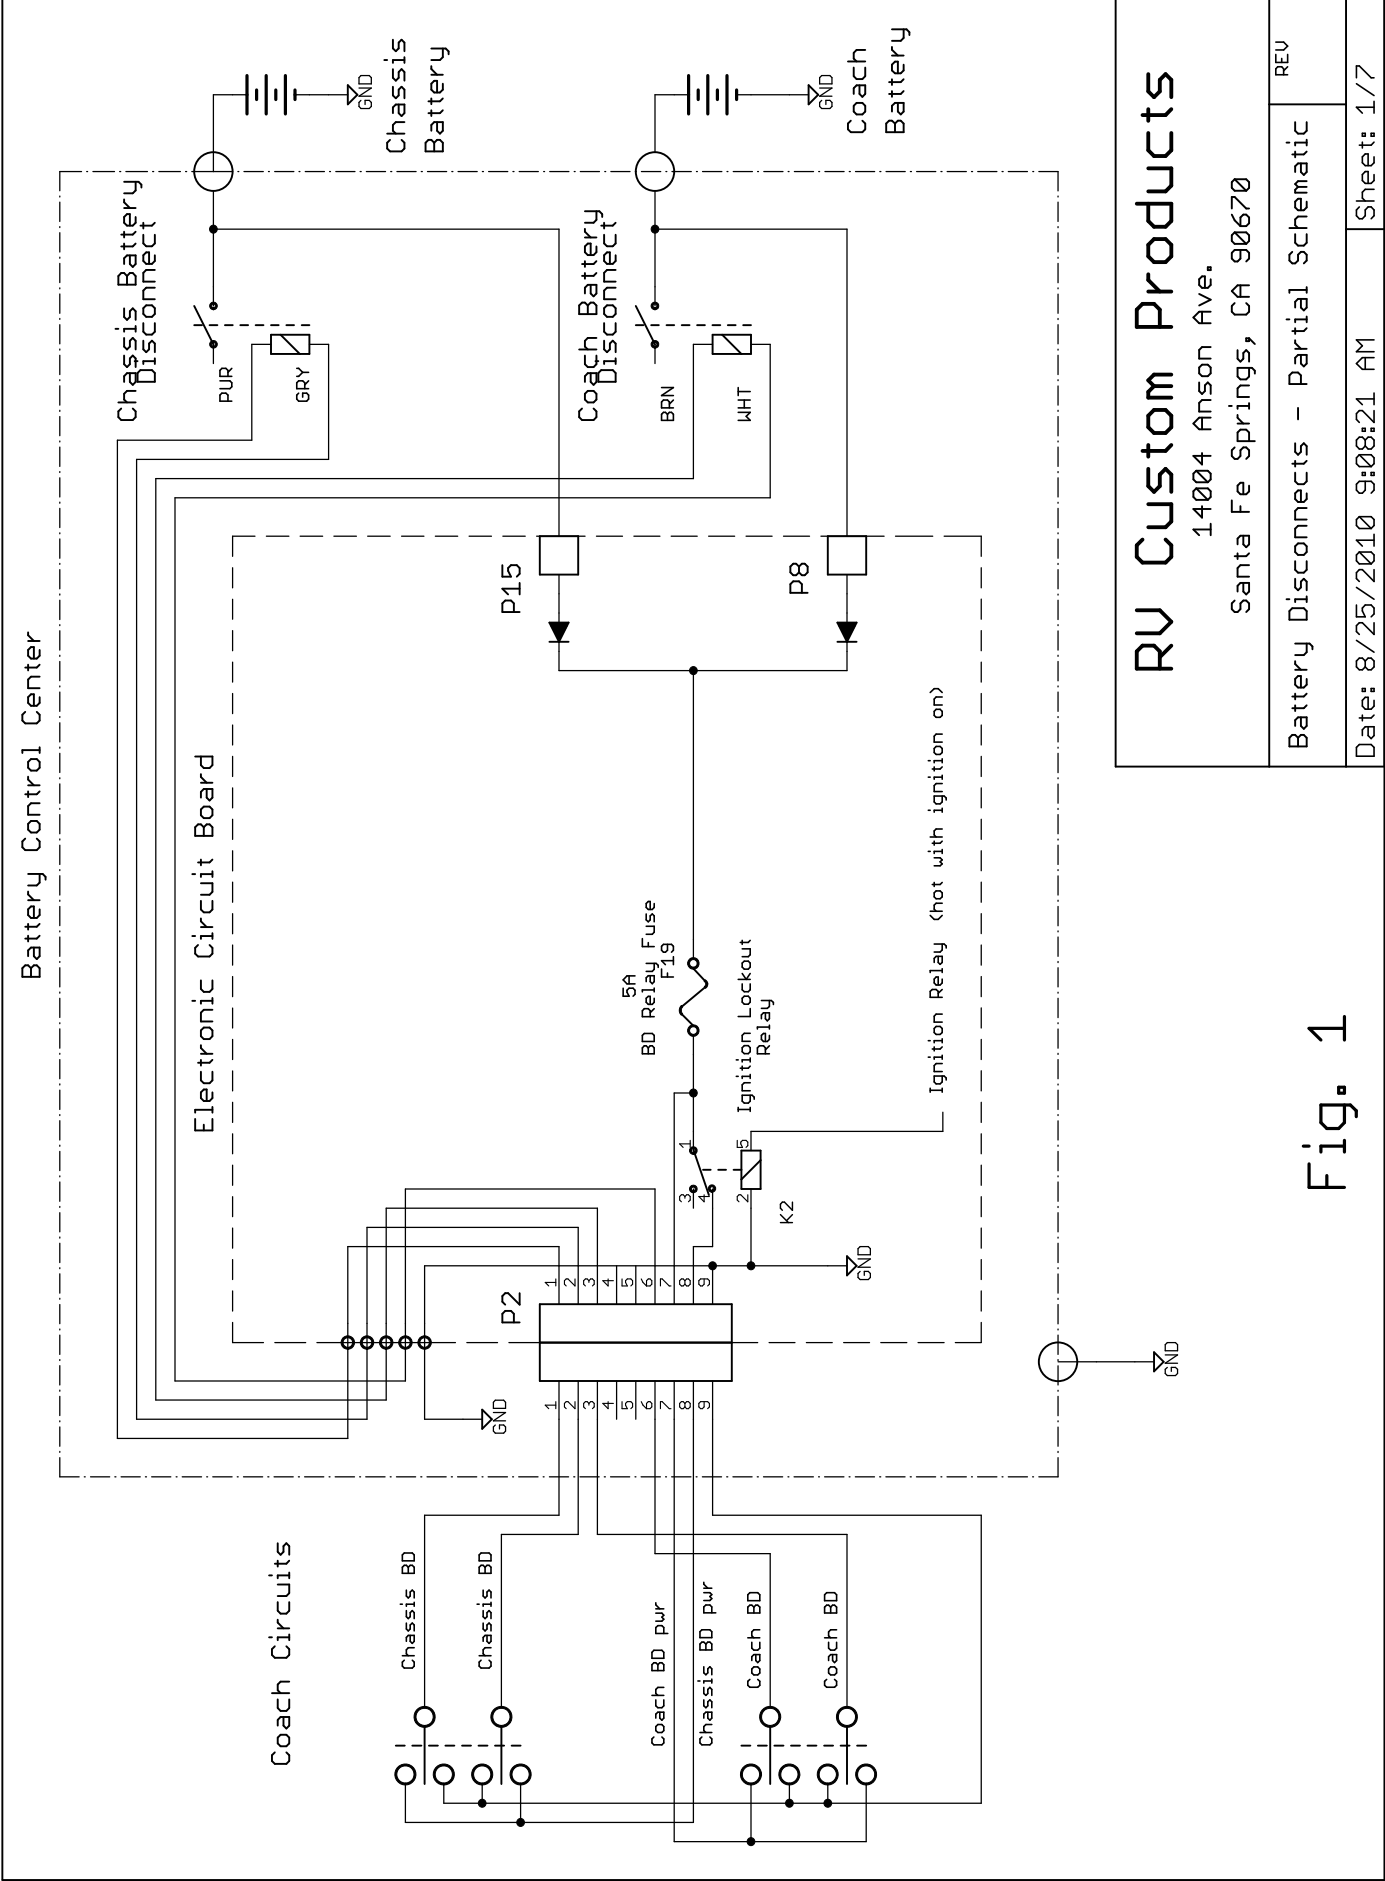 Battery Control Center
Electronic Circuit Board
Coach Circuits
Chassis Battery
Disconnect
PUR
GRY
Chassis
Battery
GND
Coach Battery
Disconnect
BRN
WHT
Coach
Battery
GND
P15
P8
5A
BD Relay Fuse
F19
Ignition Lockout
Relay
Ignition Relay (hot with ignition on)
1
3
4
5
2
K2
GND
P2
1
2
3
4
5
6
7
8
9
1
2
3
4
5
6
7
8
9
GND
GND
Chassis BD
Chassis BD
Coach BD pwr
Chassis BD pwr
Coach BD
Coach BD
Fig. 1
RV Custom Products
14004 Anson Ave.
Santa Fe Springs, CA 90670
Battery Disconnects - Partial Schematic
REV
Date: 8/25/2010 9:08:21 AM
Sheet: 1/7